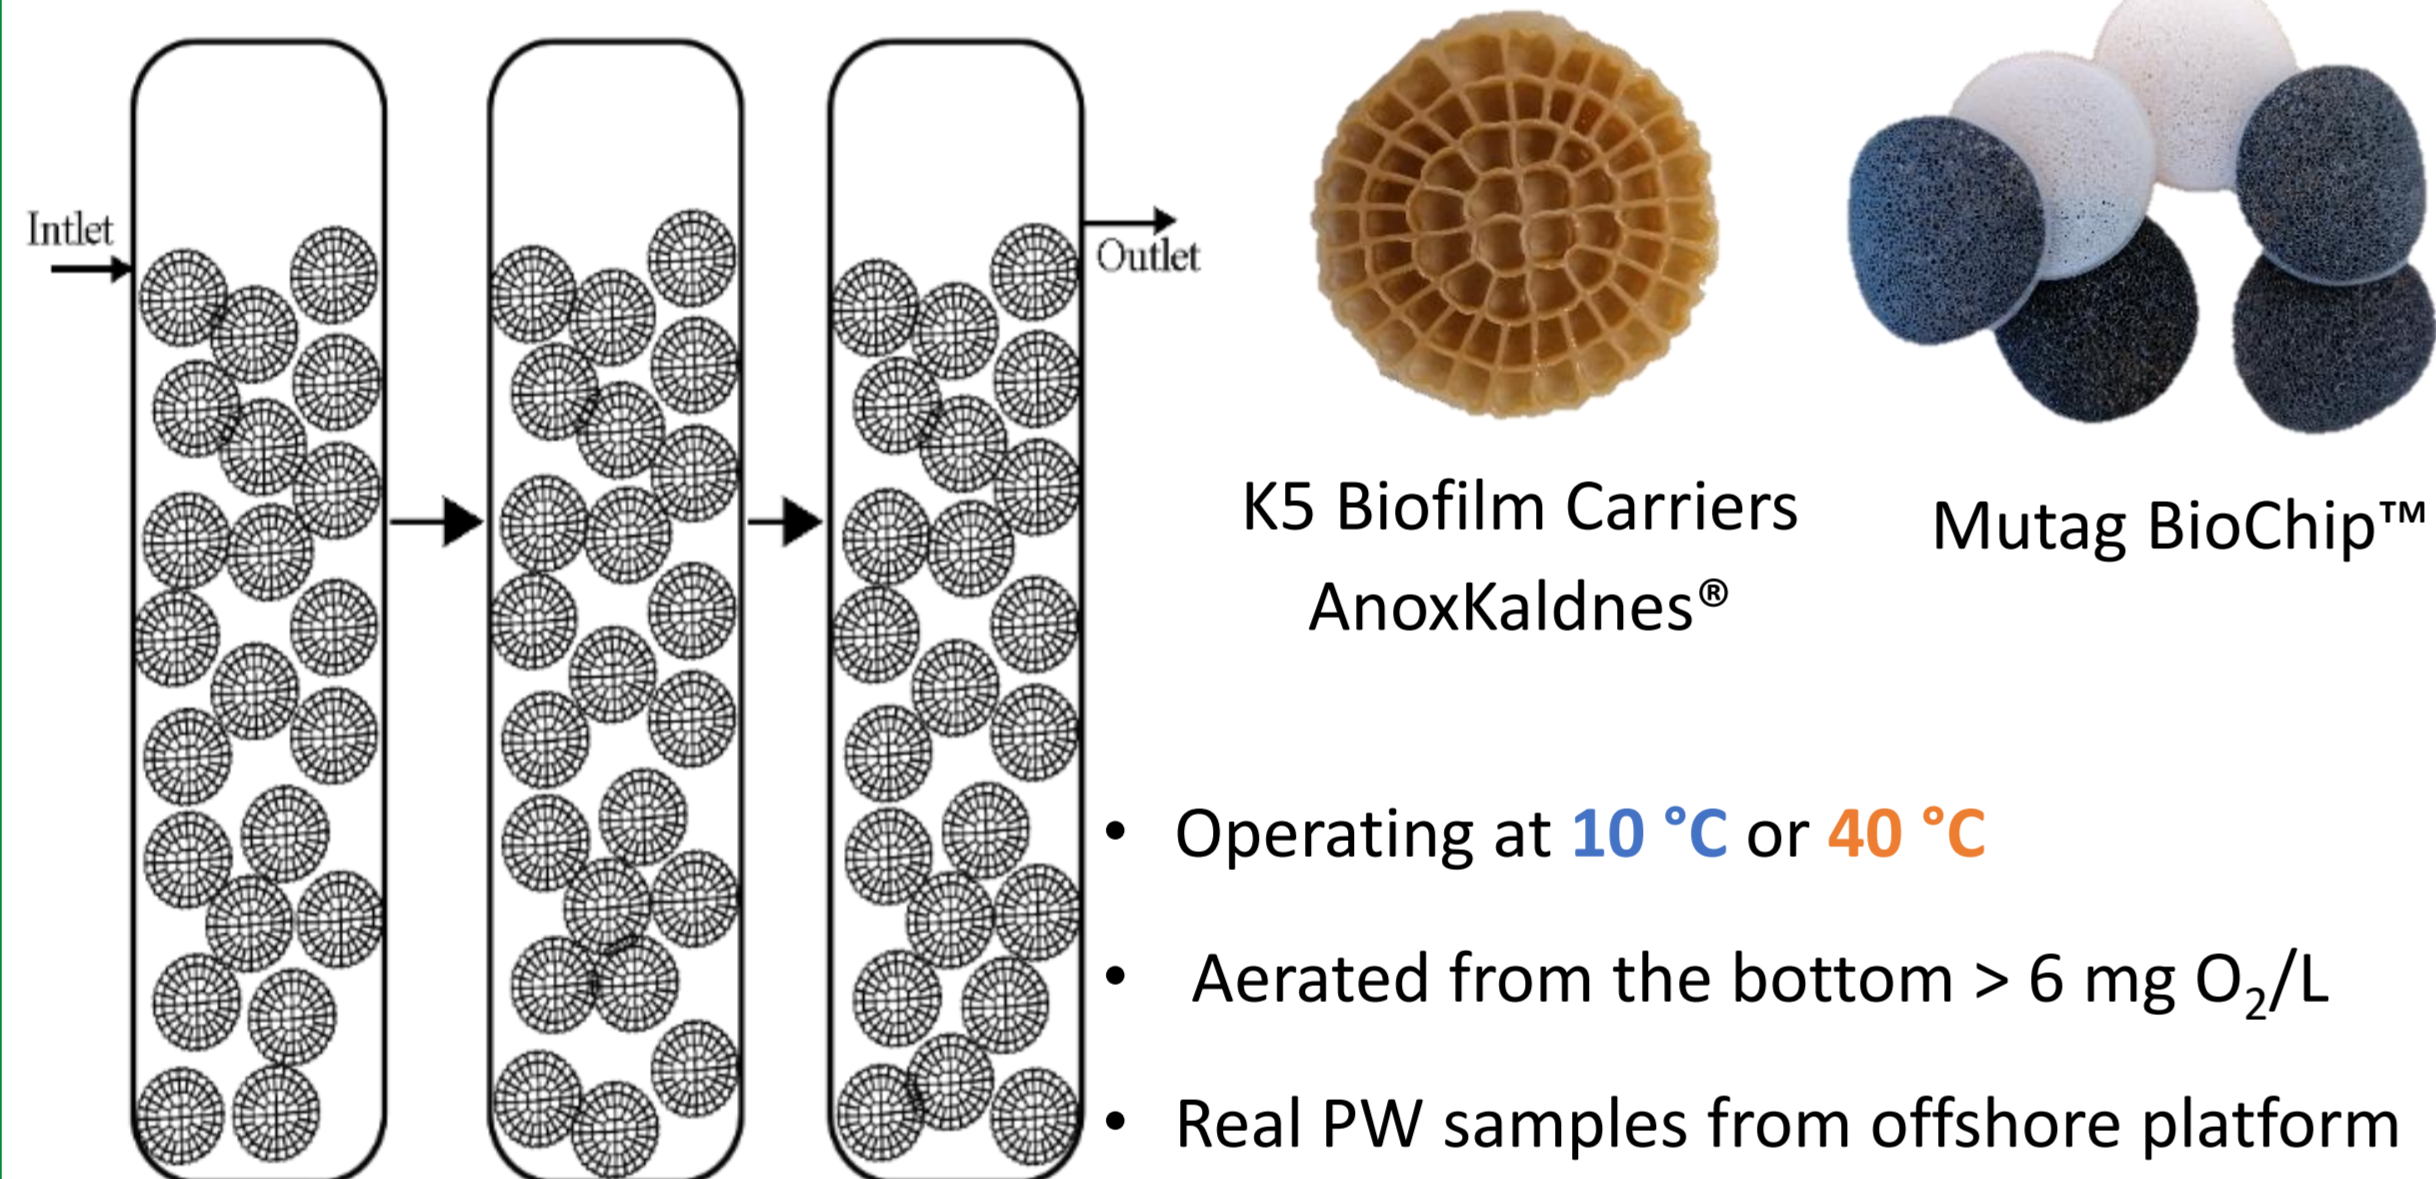 Intlet
Outlet
K5 Biofilm Carriers
AnoxKaldnes®
Mutag BioChip™
• Operating at 10 °C or 40 °C
• Aerated from the bottom > 6 mg O₂/L
• Real PW samples from offshore platform